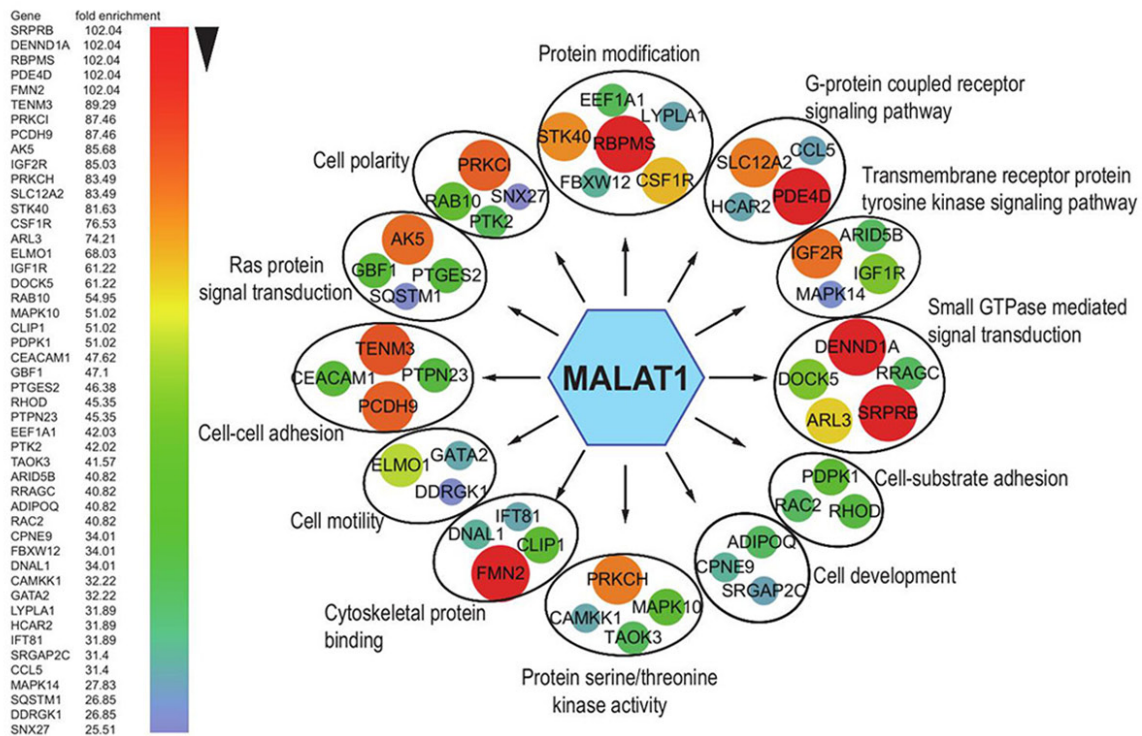 Gene fold enrichment
SRPRB 102.04
DENND1A 102.04
RBPMS 102.04
PDE4D 102.04
FMN2 102.04
TENM3 89.29
PRKCI 87.46
PCDH9 87.46
AK5 85.68
IGF2R 85.03
PRKCH 83.49
SLC12A2 83.49
STK40 81.63
CSF1R 76.53
ARL3 74.21
ELMO1 68.03
IGF1R 61.22
DOCK5 61.22
RAB10 54.95
MAPK10 51.02
CLIP1 51.02
PDPK1 51.02
CEACAM1 47.62
GBF1 47.1
PTGES2 46.38
RHOD 45.35
PTPN23 45.35
EEF1A1 42.03
PTK2 42.02
TAOK3 41.57
ARID5B 40.82
RRAGC 40.82
ADIPOQ 40.82
RAC2 40.82
CPNE9 34.01
FBXW12 34.01
DNAL1 34.01
CAMKK1 32.22
GATA2 32.22
LYPLA1 31.89
HCAR2 31.89
IFT81 31.89
SRGAP2C 31.4
CCL5 31.4
MAPK14 27.83
SQSTM1 26.85
DDRGK1 26.85
SNX27 25.51
Protein modification
EEF1A1
LYPLA1
STK40
RBPMS
FBXW12
CSF1R
G-protein coupled receptor
signaling pathway
SLC12A2
CCL5
HCAR2
PDE4D
Transmembrane receptor protein
tyrosine kinase signaling pathway
ARID5B
IGF2R
IGF1R
MAPK14
Small GTPase mediated
signal transduction
DENND1A
DOCK5
RRAGC
ARL3
SRPRB
Cell-substrate adhesion
PDPK1
RAC2
RHOD
Cell development
ADIPOQ
CPNE9
SRGAP2C
Protein serine/threonine
kinase activity
PRKCH
CAMKK1
MAPK10
TAOK3
Cytoskeletal protein
binding
IFT81
DNAL1
CLIP1
FMN2
Cell motility
ELMO1
GATA2
DDRGK1
Cell-cell adhesion
TENM3
CEACAM1
PTPN23
PCDH9
Ras protein
signal transduction
AK5
GBF1
PTGES2
SQSTM1
Cell polarity
PRKCI
RAB10
SNX27
PTK2
MALAT1